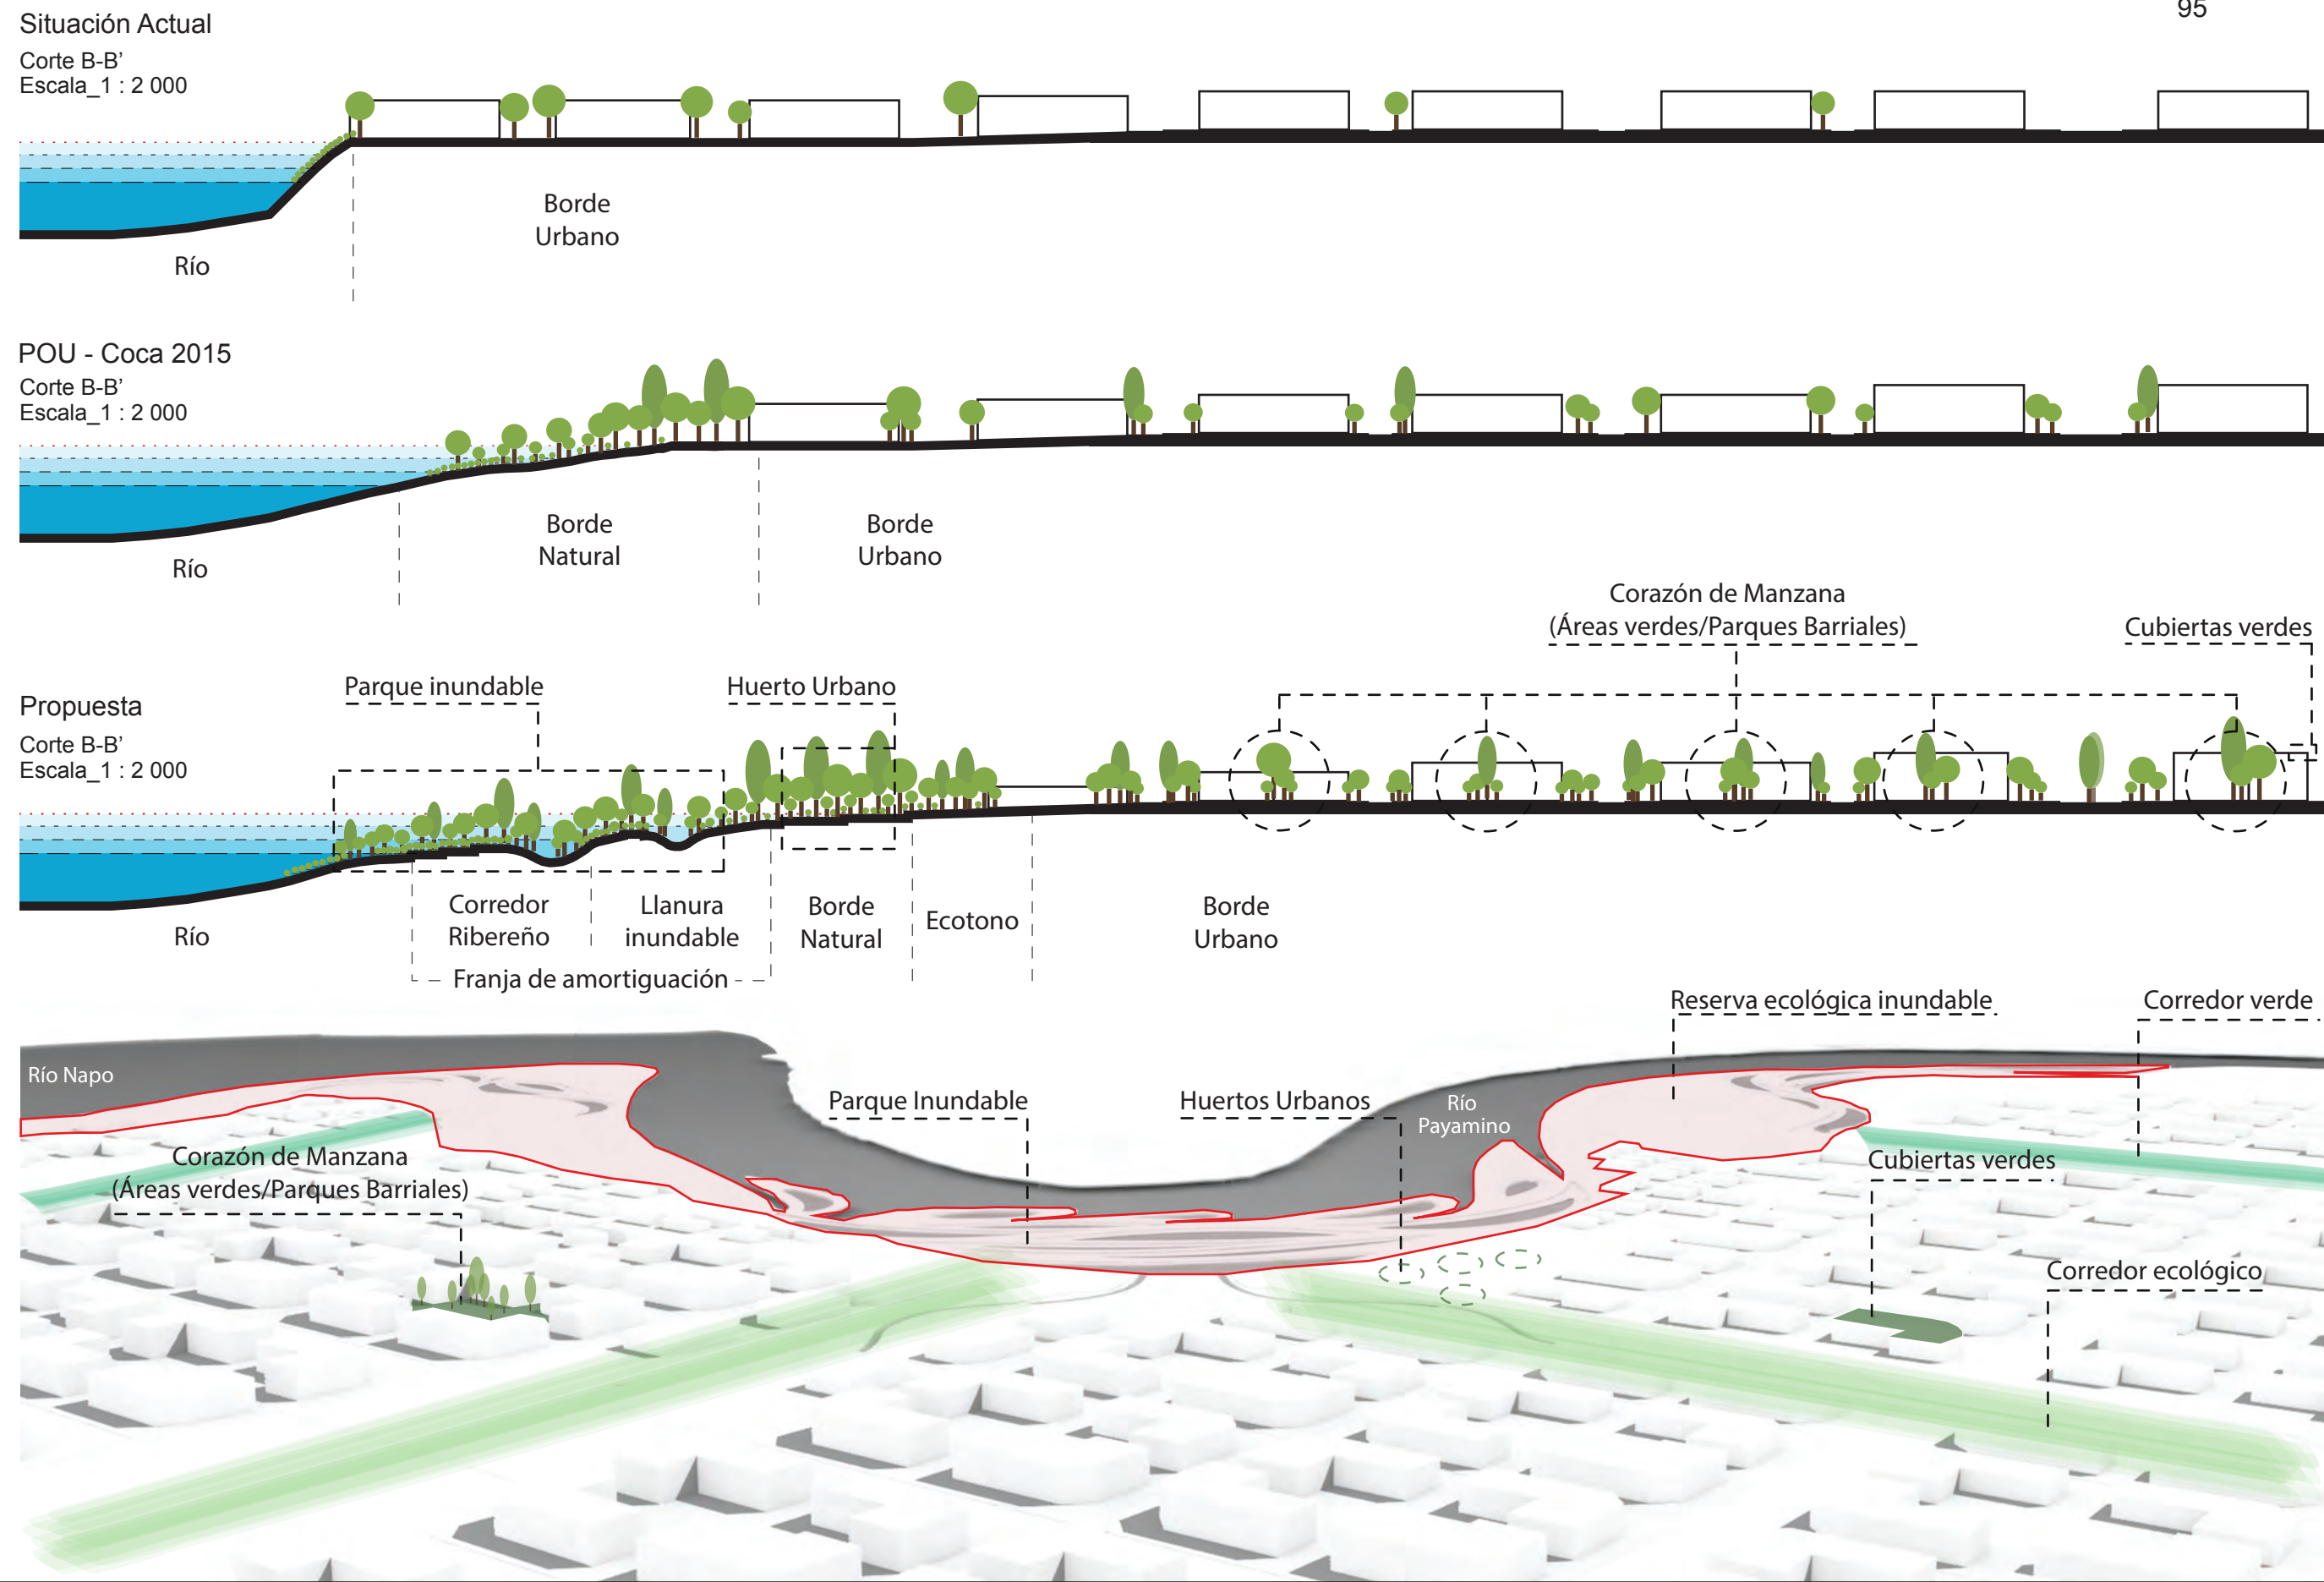 95
Situación Actual
Corte B-B’
Escala_1 : 2 000
Borde
Urbano
Río
POU - Coca 2015
Corte B-B’
Escala_1 : 2 000
Borde
Natural
Borde
Urbano
Río
Corazón de Manzana
(Áreas verdes/Parques Barriales)
Cubiertas verdes
Parque inundable
Huerto Urbano
Propuesta
Corte B-B’
Escala_1 : 2 000
Río
Corredor
Ribereño
Llanura
inundable
Borde
Natural
Ecotono
Borde
Urbano
Franja de amortiguación
Reserva ecológica inundable
Corredor verde
Río Napo
Parque Inundable
Huertos Urbanos
Río
Payamino
Corazón de Manzana
(Áreas verdes/Parques Barriales)
Cubiertas verdes
Corredor ecológico